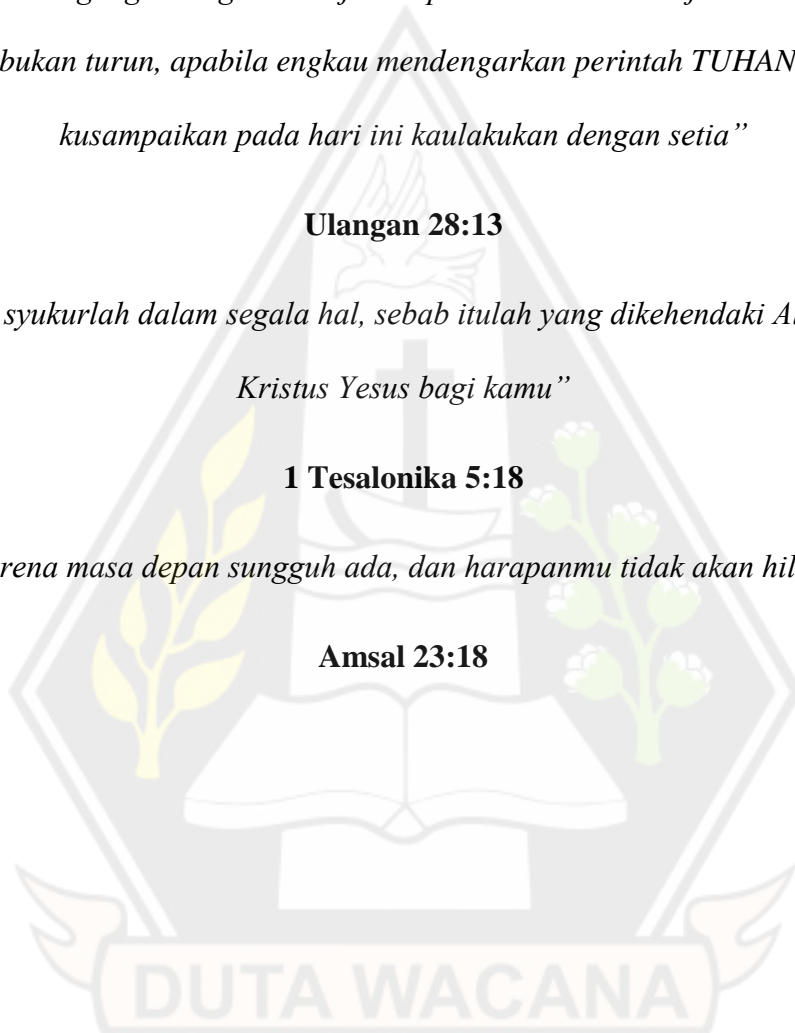 bukan turun, apabila engkau mendengarkan perintah TUHAN
kusampaikan pada hari ini kaulakukan dengan setia”
Ulangan 28:13
syukurlah dalam segala hal, sebab itulah yang dikehendaki
Kristus Yesus bagi kamu”
1 Tesalonika 5:18
masa depan sungguh ada, dan harapanmu tidak akan
Amsal 23:18
DUTA WACANA